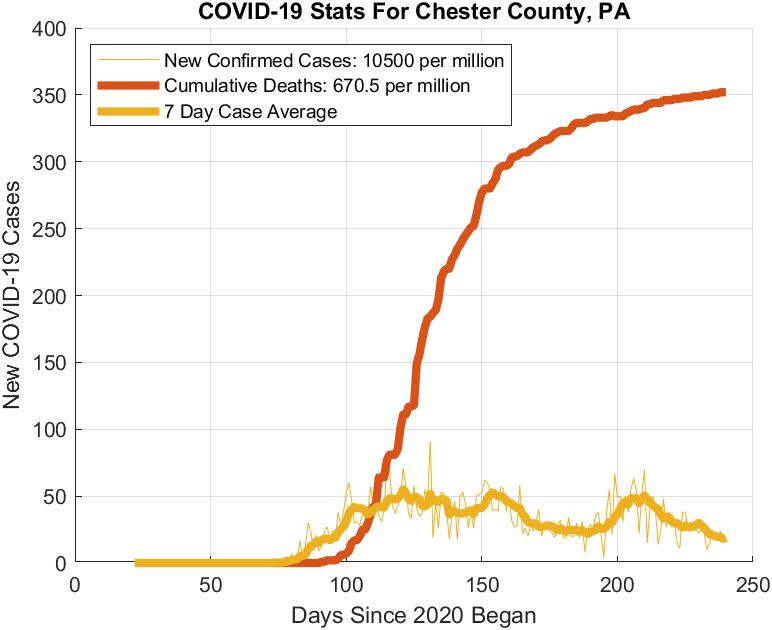 COVID-19 Stats For Chester County, PA
400
New Confirmed Cases: 10500 per million
Cumulative Deaths: 670.5 per million
7 Day Case Average
350
300
250
200
150
100
50
0
New COVID-19 Cases
0 50 100 150 200 250
Days Since 2020 Began